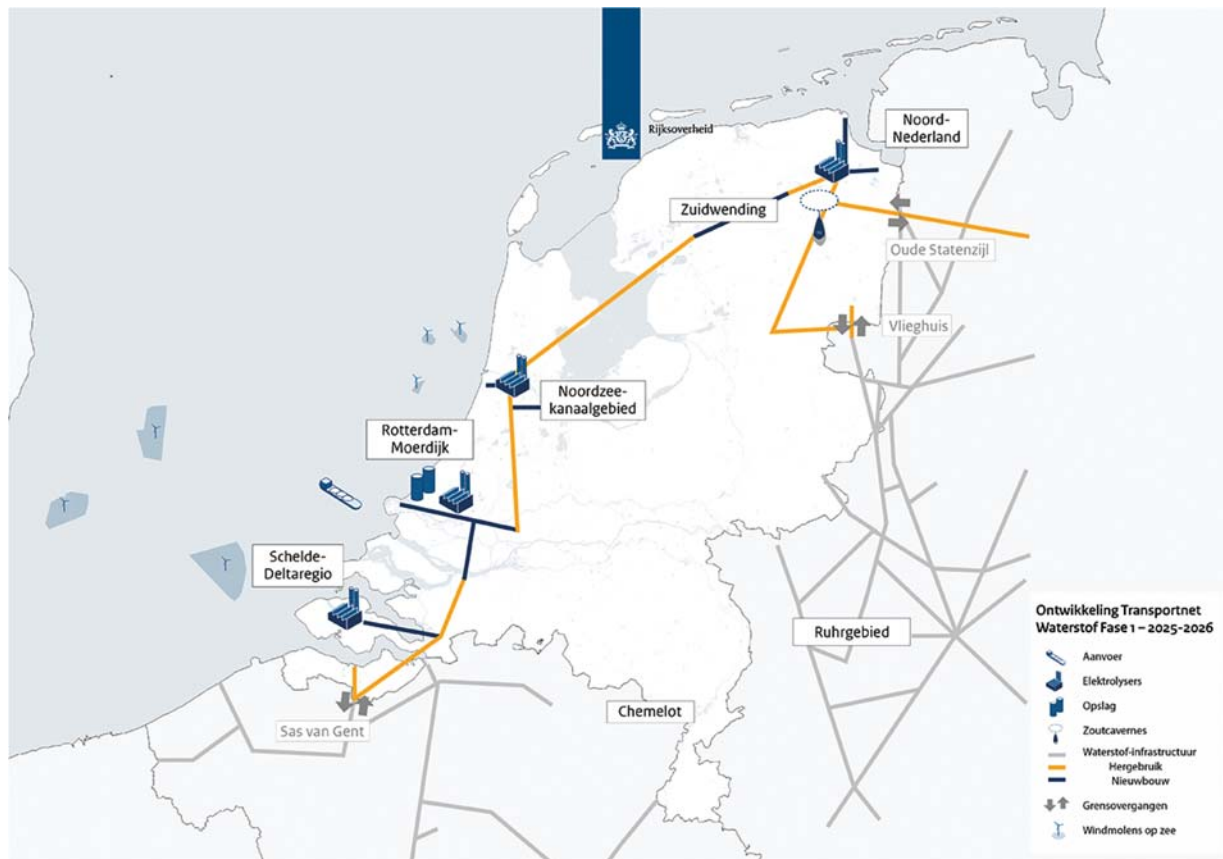 Rijksoverheid
Noord-
Nederland
Zuidwending
Oude Statenzijl
Vlieghuis
Noordzee-
kanaalgebied
Rotterdam-
Moerdijk
Schelde-
Deltaregio
Ruhrgebied
Chemelot
Sas van Gent
Ontwikkeling Transportnet
Waterstof Fase 1 – 2025-2026
Aanvoer
Elektrolysers
Opslag
Zoutcavernes
Waterstof-infrastructuur
Hergebruik
Nieuwbouw
Grensovergangen
Windmolens op zee